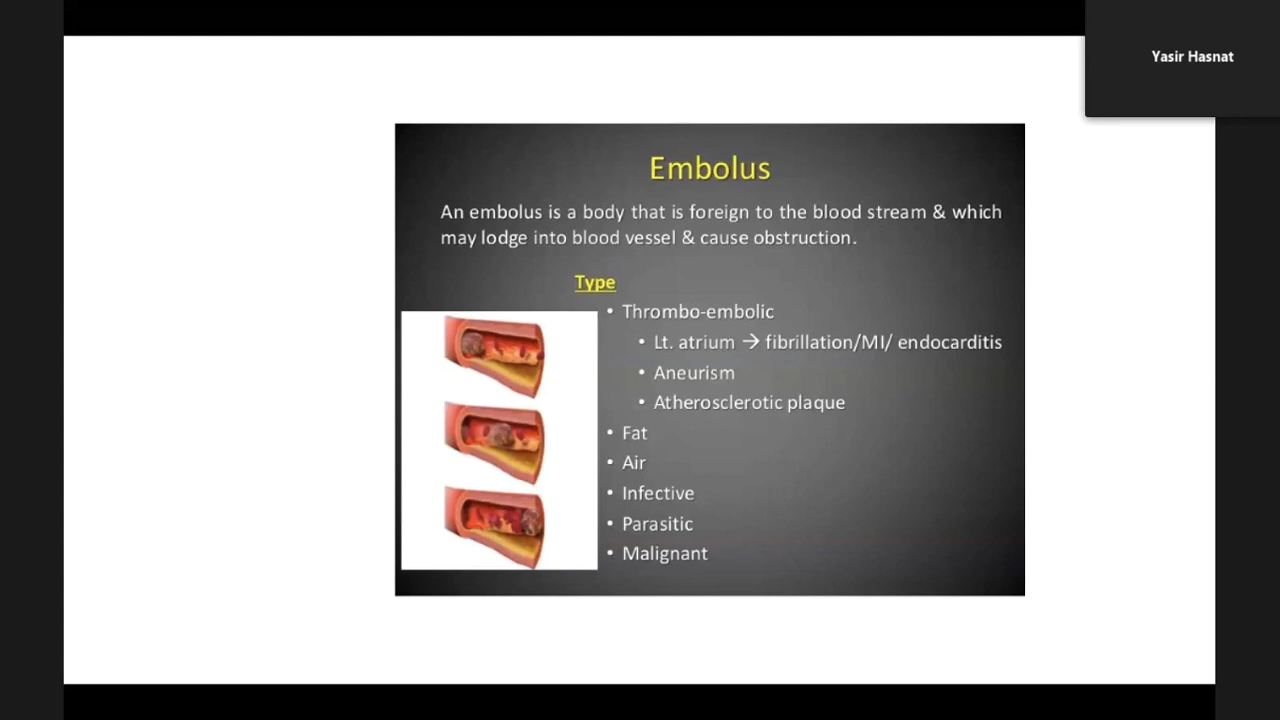 Yasir Hasnat
Embolus
An embolus is a body that is foreign to the blood stream & which
may lodge into blood vessel & cause obstruction.
Type
• Thrombo-embolic
• Lt. atrium → fibrillation/MI/ endocarditis
• Aneurism
• Atherosclerotic plaque
• Fat
• Air
• Infective
• Parasitic
• Malignant